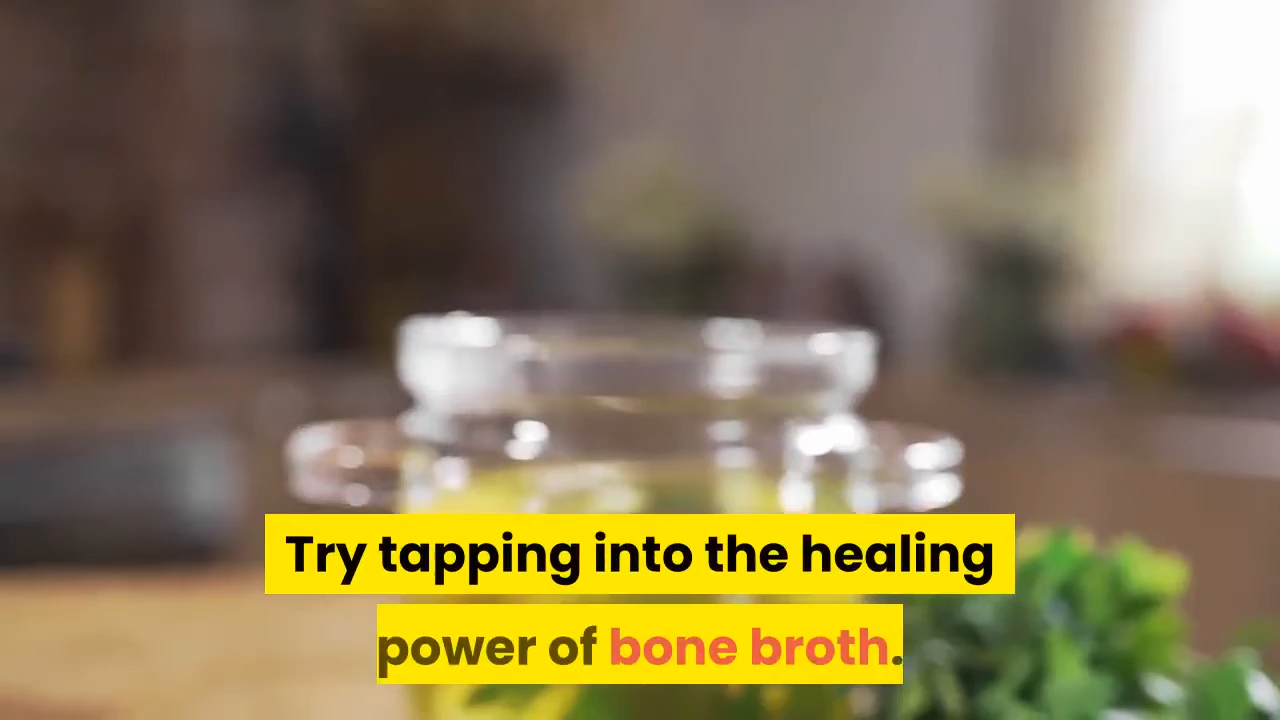 Try tapping into the healing
power of bone broth.